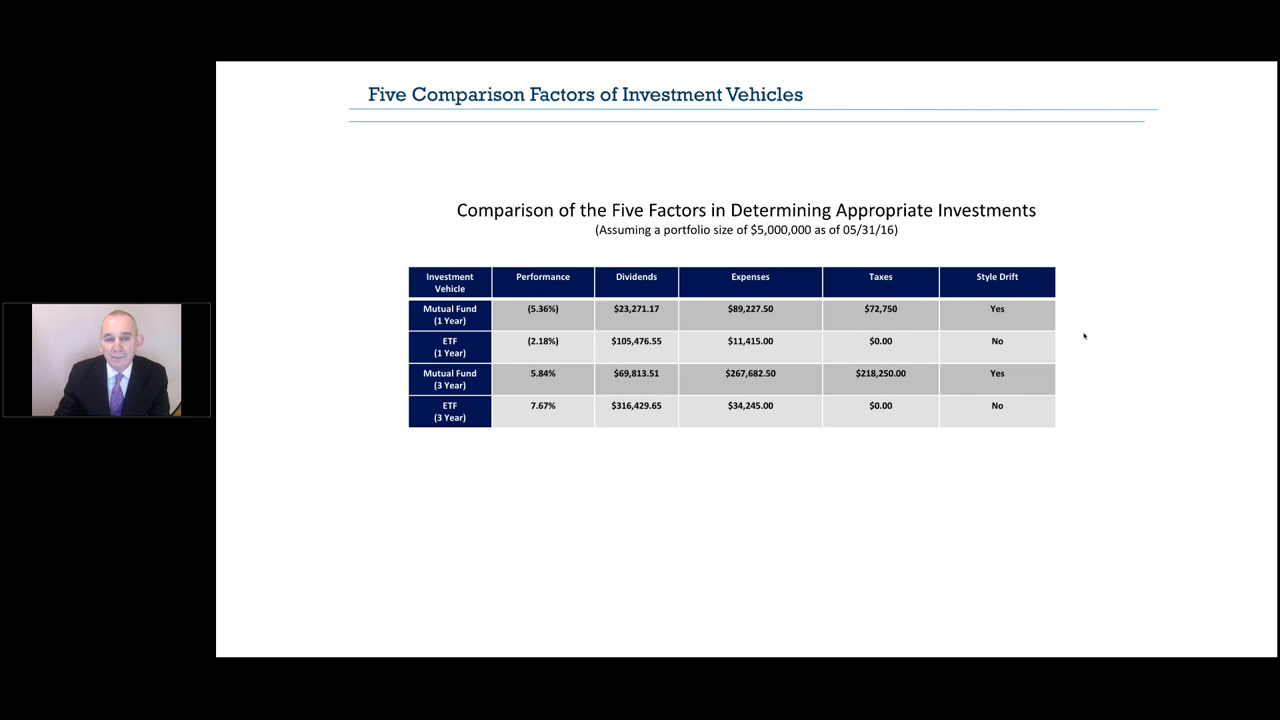 Five Comparison Factors of Investment Vehicles
Comparison of the Five Factors in Determining Appropriate Investments
(Assuming a portfolio size of $5,000,000 as of 05/31/16)
Investment Vehicle Performance Dividends Expenses Taxes Style Drift
Mutual Fund (1 Year) (5.36%) $23,271.17 $89,227.50 $72,750 Yes
ETF (1 Year) (2.18%) $105,476.55 $11,415.00 $0.00 No
Mutual Fund (3 Year) 5.84% $69,813.51 $267,682.50 $218,250.00 Yes
ETF (3 Year) 7.67% $316,429.65 $34,245.00 $0.00 No